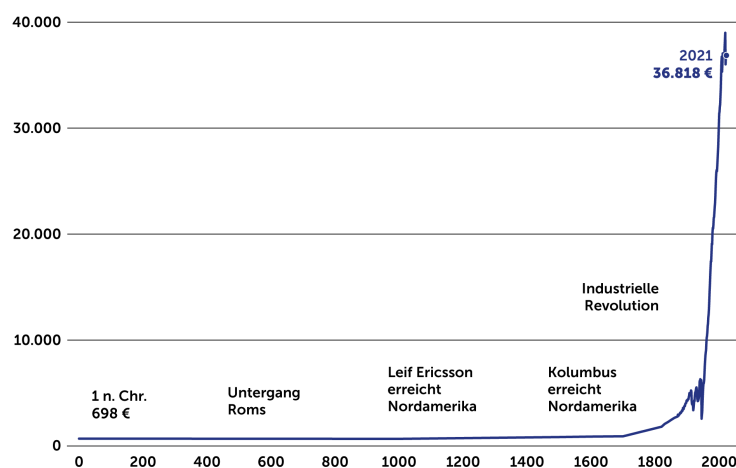 40.000
2021
36.818 €
30.000
20.000
Industrielle
Revolution
10.000
1 n. Chr.
698 €
Untergang
Roms
Leif Ericsson
erreicht
Nordamerika
Kolumbus
erreicht
Nordamerika
0
0 200 400 600 800 1000 1200 1400 1600 1800 2000